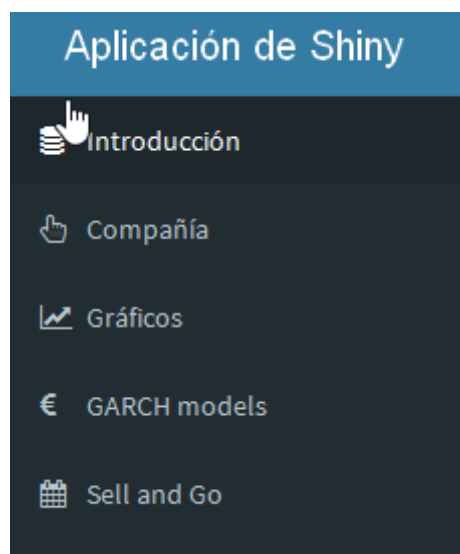 Aplicación de Shiny
Introducción
Compañía
Gráficos
€ GARCH models
Sell and Go